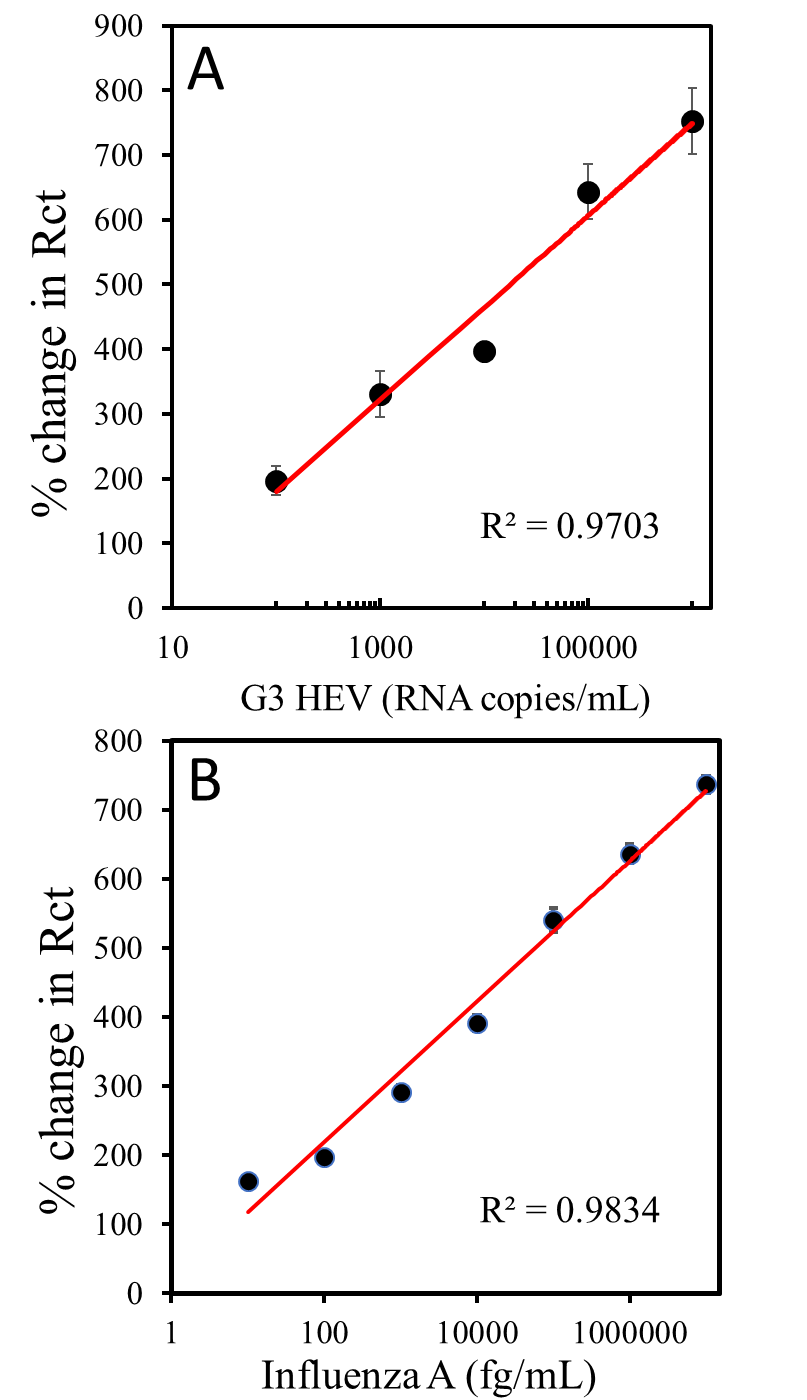 A
900
800
700
600
500
400
300
200
100
0
% change in Rct
R² = 0.9703
10 1000 100000
G3 HEV (RNA copies/mL)
B
800
700
600
500
400
300
200
100
0
% change in Rct
R² = 0.9834
1 100 10000 1000000
Influenza A (fg/mL)